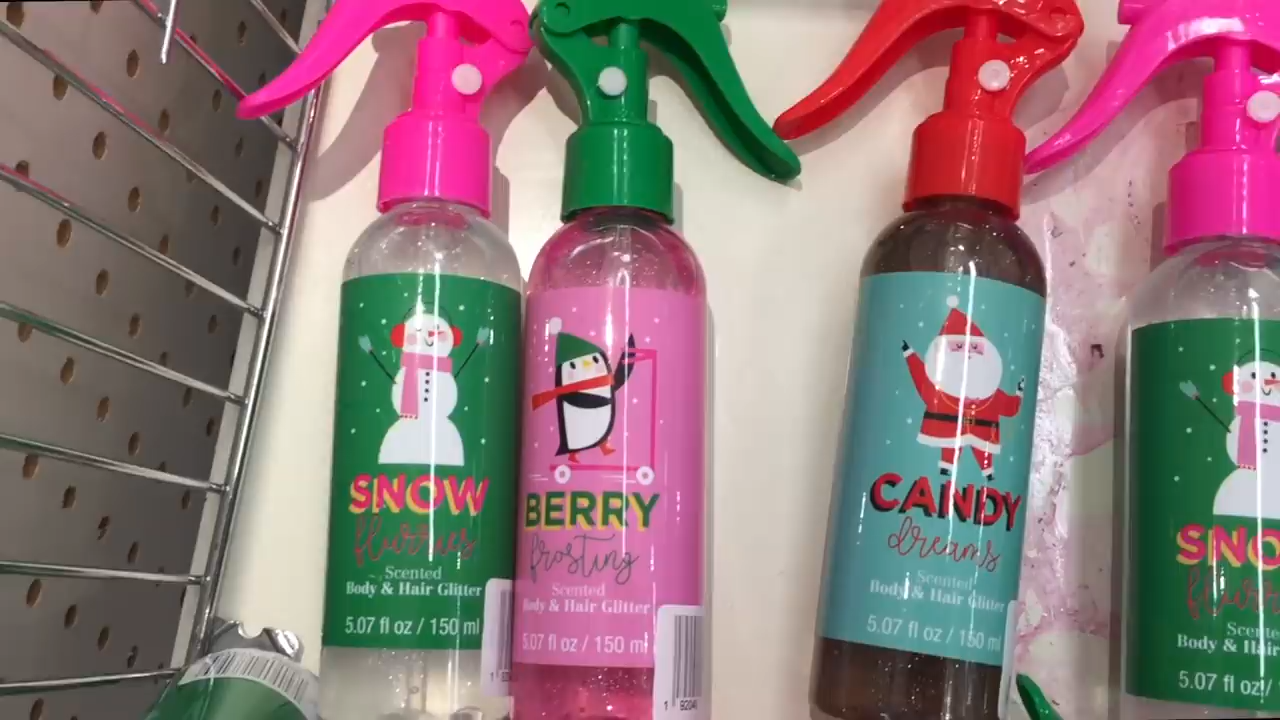 SNOW
flurries
Scented
Body & Hair Glitter
5.07 fl oz / 150 ml
BERRY
frosting
Scented
Body & Hair Glitter
5.07 fl oz / 150 ml
CANDY
dreams
Scented
Body & Hair Glitter
5.07 fl oz / 150 ml
SNO
flurr
Scente
Body & Hair
5.07 fl oz/